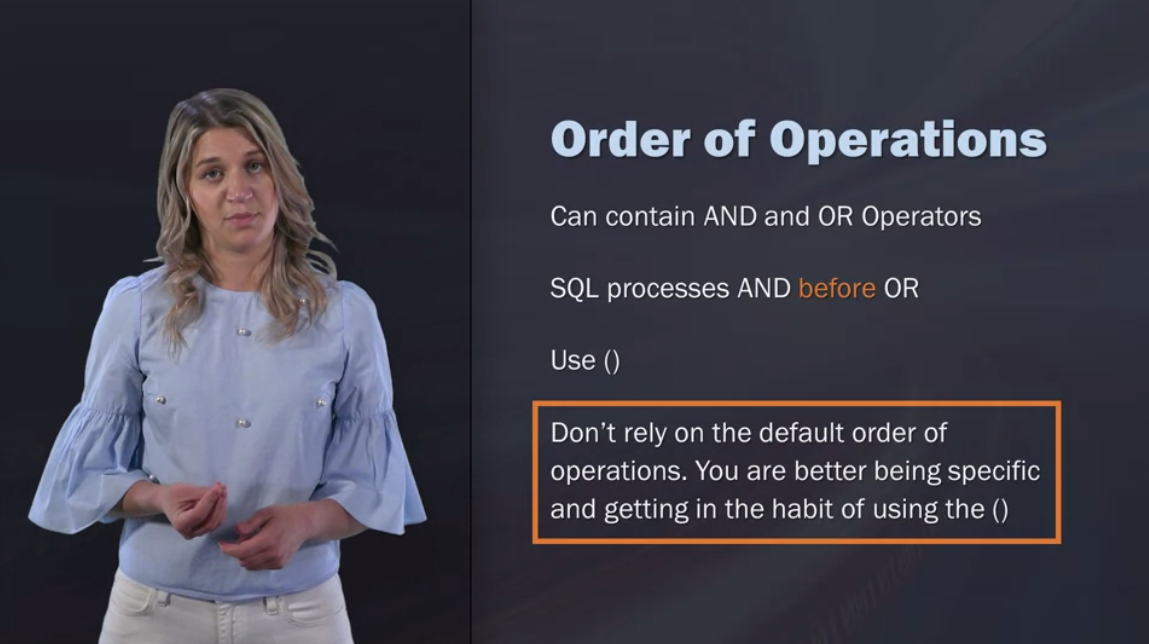 Order of Operations
Can contain AND and OR Operators
SQL processes AND before OR
Use ()
Don’t rely on the default order of
operations. You are better being specific
and getting in the habit of using the ()